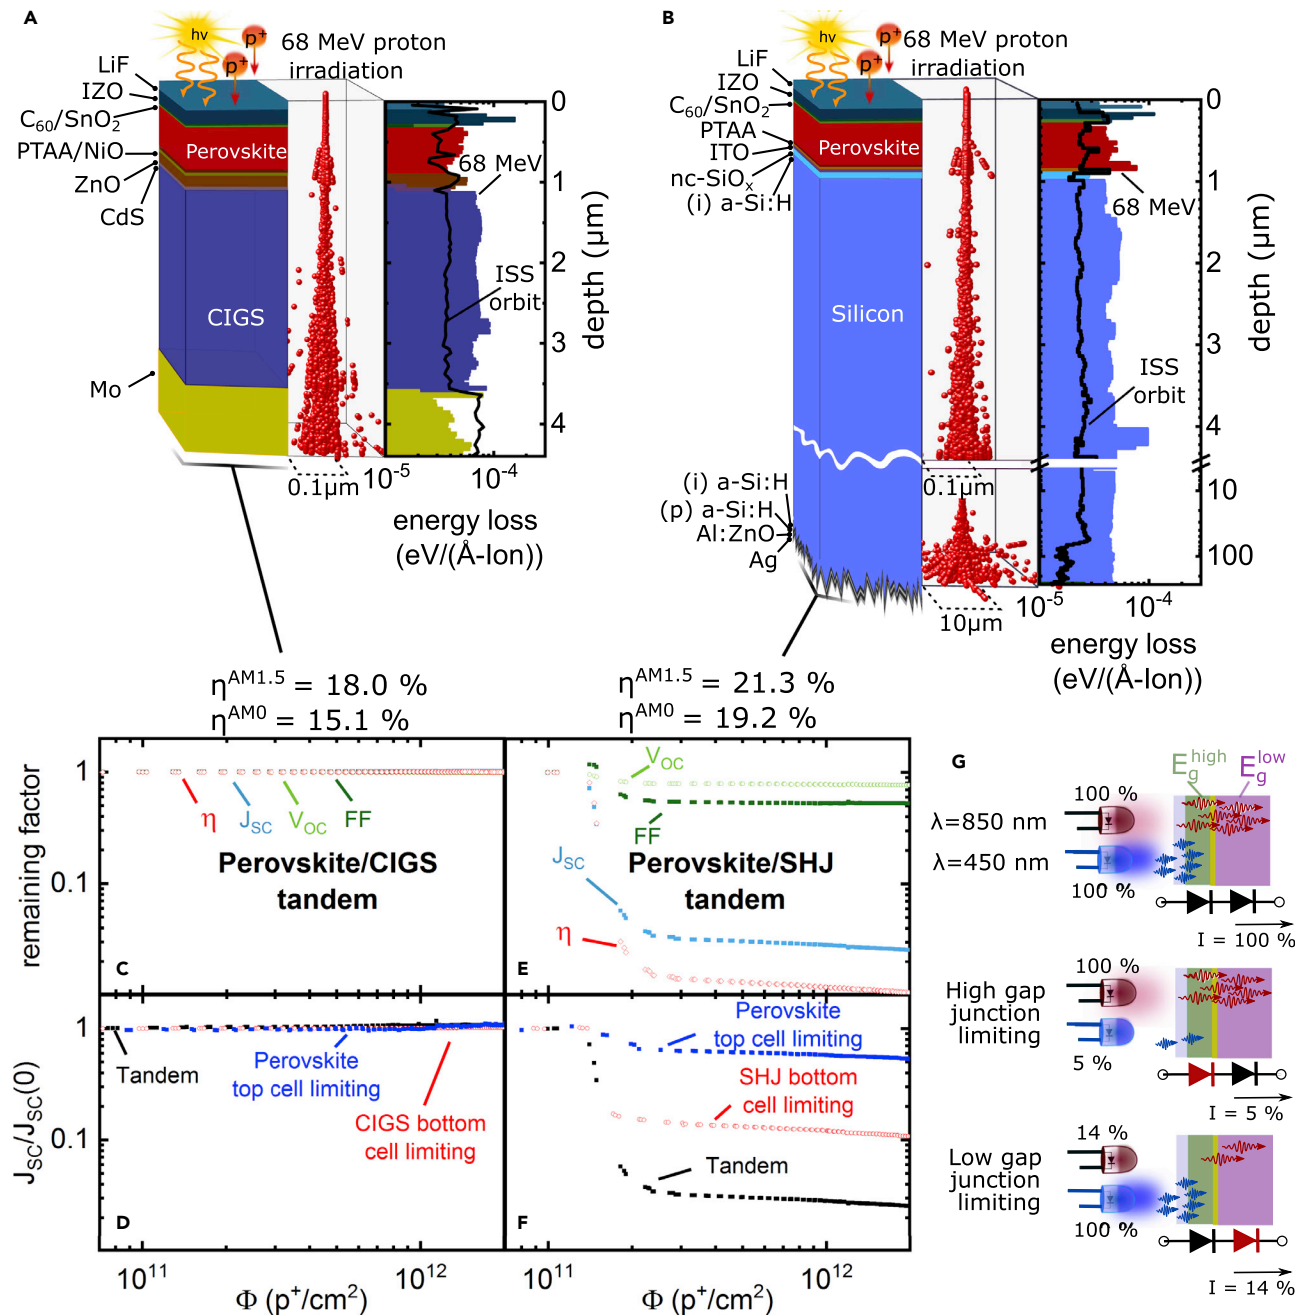 A
hν
p⁺
p⁺
68 MeV proton
irradiation
LiF
IZO
C₆₀/SnO₂
PTAA/NiO
ZnO
CdS
Perovskite
CIGS
Mo
68 MeV
ISS
orbit
0
1
2
3
4
depth (μm)
0.1μm
10⁻⁵
10⁻⁴
energy loss
(eV/(Å-Ion))
B
hν
p⁺
p⁺
68 MeV proton
irradiation
LiF
IZO
C₆₀/SnO₂
PTAA
ITO
nc-SiOₓ
(i) a-Si:H
Perovskite
Silicon
68 MeV
ISS
orbit
0
1
2
3
4
10
100
depth (μm)
(i) a-Si:H
(p) a-Si:H
Al:ZnO
Ag
0.1μm
10μm
10⁻⁵
10⁻⁴
energy loss
(eV/(Å-Ion))
η^AM1.5 = 18.0 %
η^AM0 = 15.1 %
η^AM1.5 = 21.3 %
η^AM0 = 19.2 %
remaining factor
1
0.1
η
J_SC
V_OC
FF
Perovskite/CIGS
tandem
C
V_OC
FF
J_SC
η
Perovskite/SHJ
tandem
E
J_SC/J_SC(0)
1
0.1
Tandem
Perovskite
top cell limiting
CIGS bottom
cell limiting
D
Perovskite
top cell limiting
SHJ bottom
cell limiting
Tandem
F
10¹¹
10¹²
10¹¹
10¹²
Φ (p⁺/cm²)
Φ (p⁺/cm²)
G
E_g^high
E_g^low
100 %
λ=850 nm
λ=450 nm
100 %
I = 100 %
100 %
High gap
junction
limiting
5 %
I = 5 %
14 %
Low gap
junction
limiting
100 %
I = 14 %